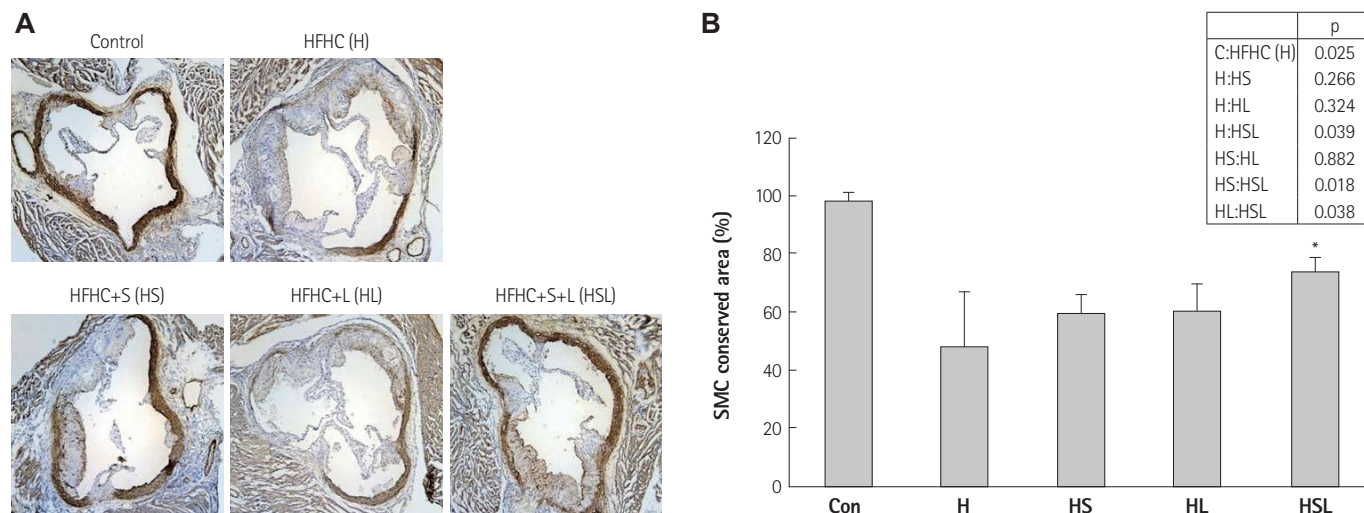 A
Control
HFHC (H)
HFHC+S (HS)
HFHC+L (HL)
HFHC+S+L (HSL)
B
p
C:HFHC (H) 0.025
H:HS 0.266
H:HL 0.324
H:HSL 0.039
HS:HL 0.882
HS:HSL 0.018
HL:HSL 0.038
SMC conserved area (%)
120
100
80
60
40
20
0
*
Con H HS HL HSL